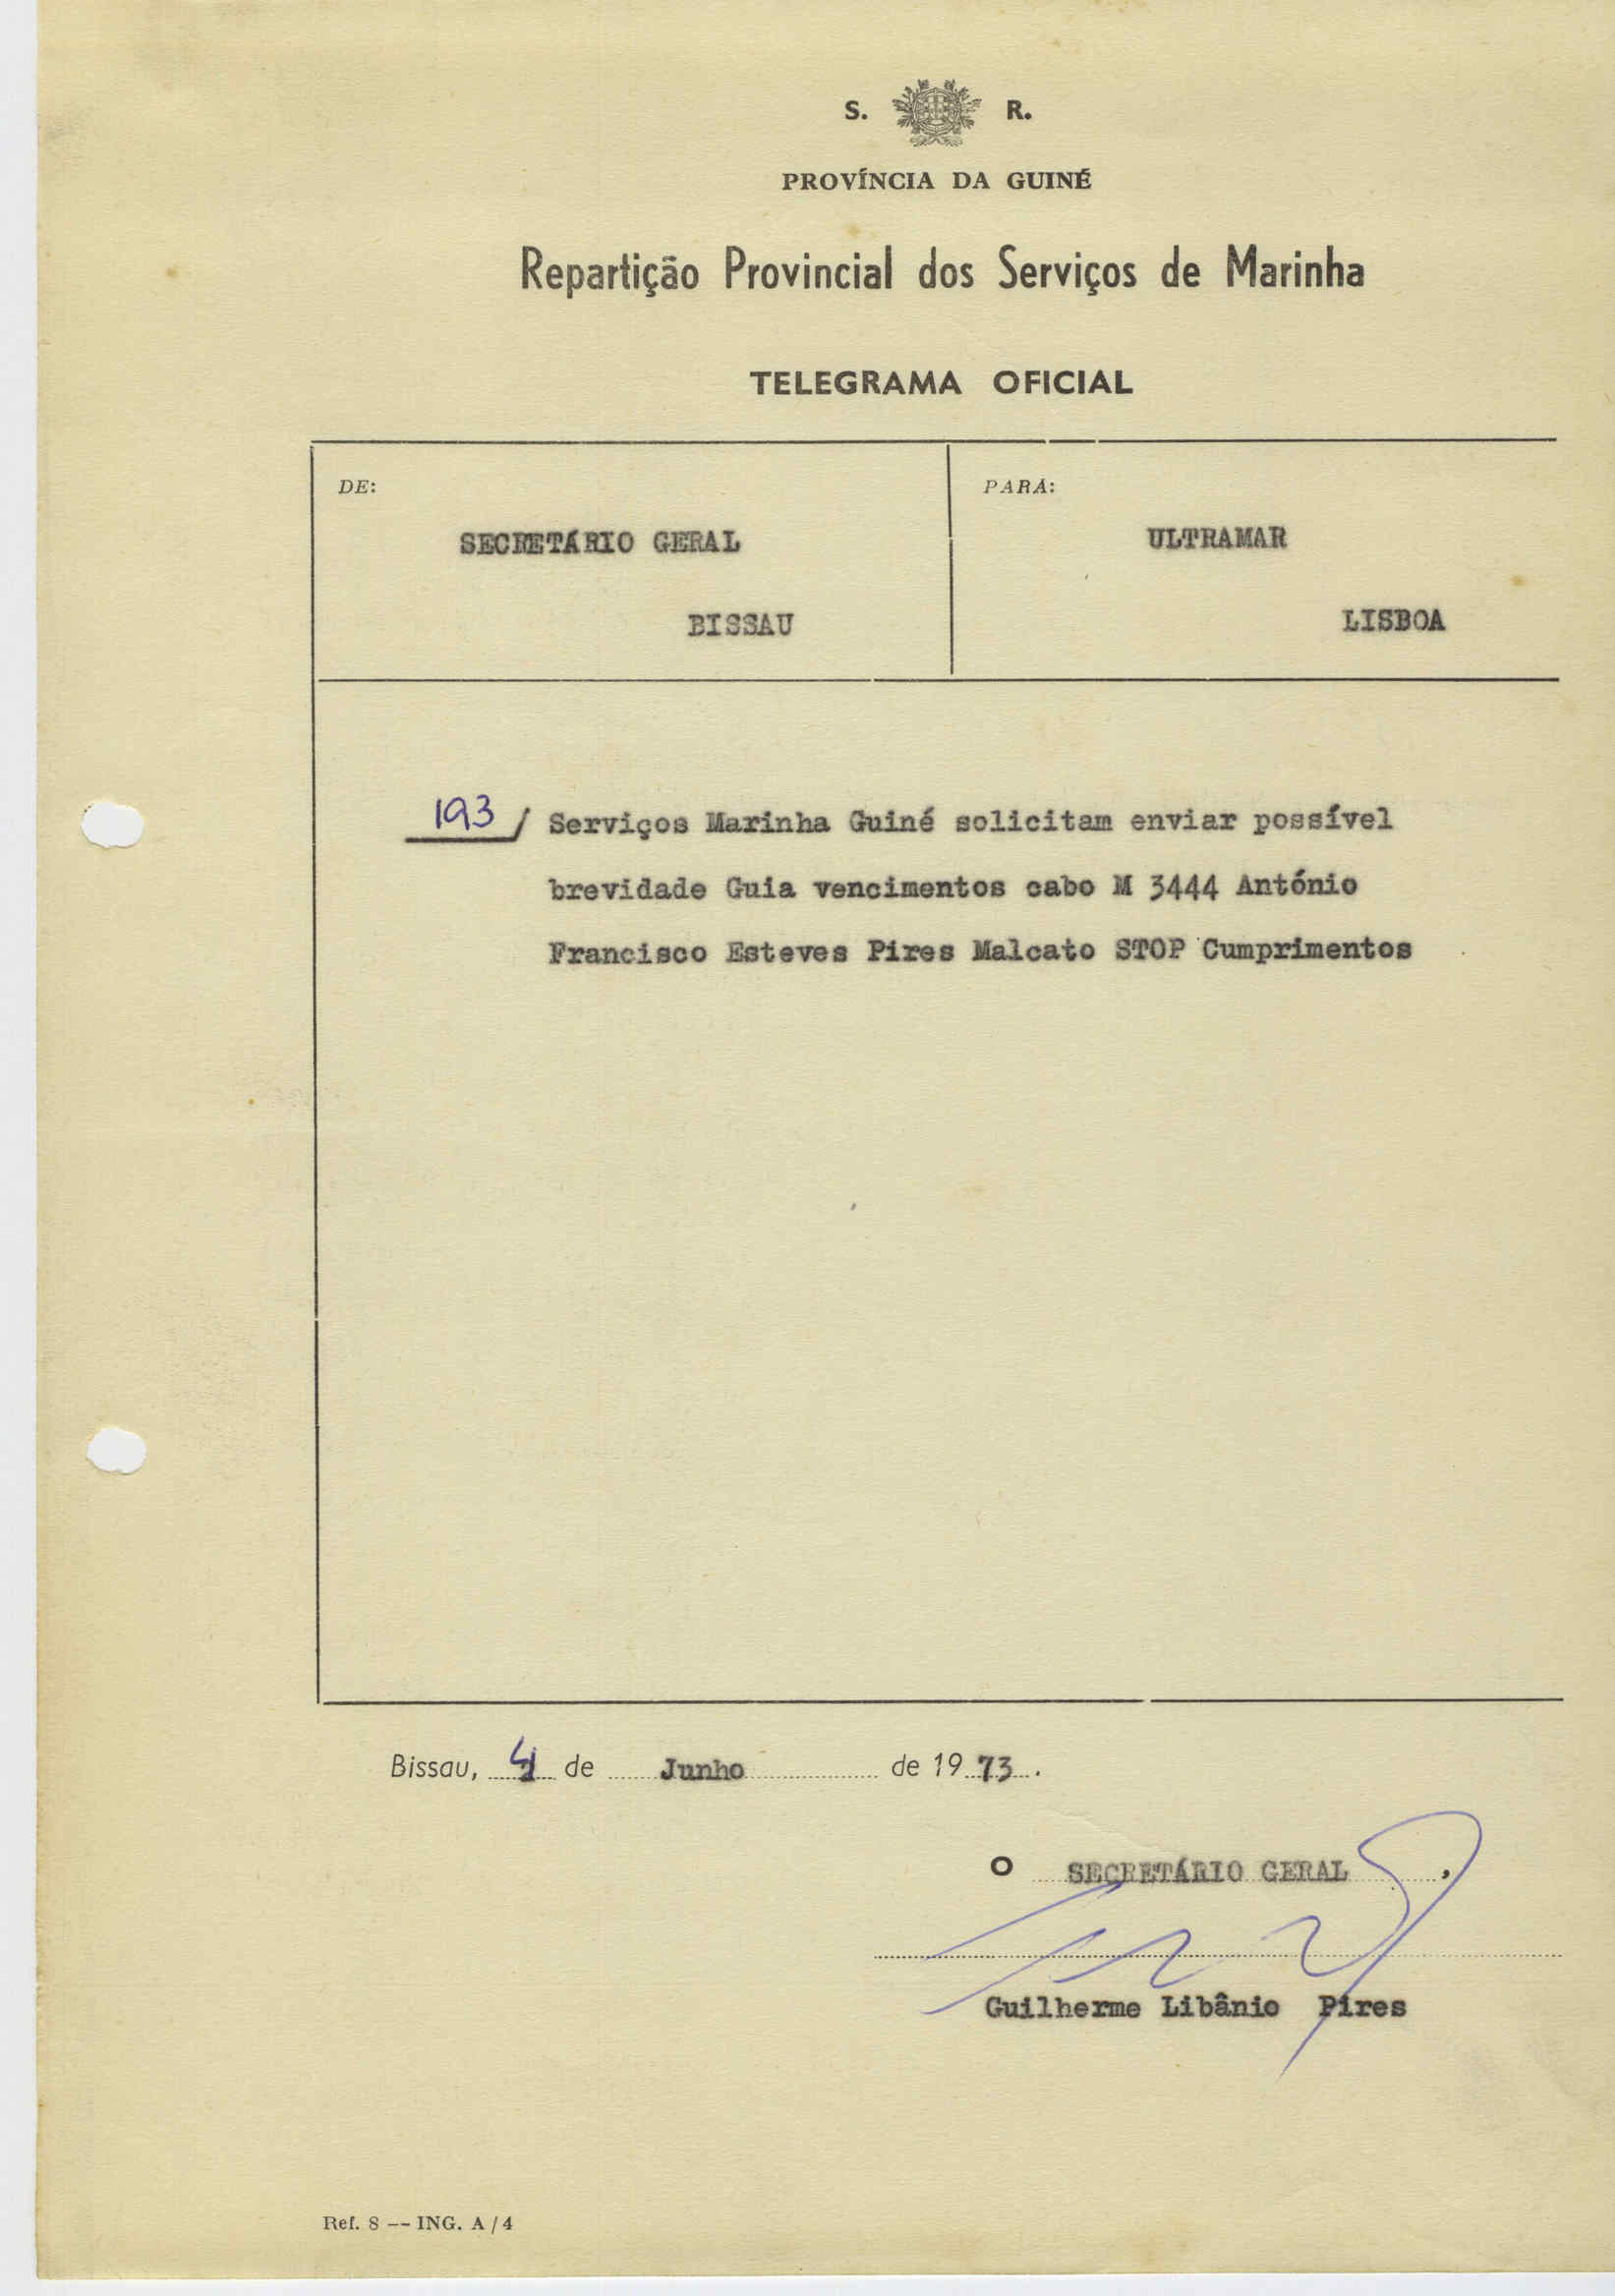 S. R.
PROVÍNCIA DA GUINÉ
Repartição Provincial dos Serviços de Marinha
TELEGRAMA OFICIAL
DE: PARA:
SECRETÁRIO GERAL ULTRAMAR
BISSAU LISBOA
193/ Serviços Marinha Guiné solicitam enviar possível
brevidade Guia vencimentos cabo M 3444 António
Francisco Esteves Pires Malcato STOP Cumprimentos
Bissau, 4 de Junho de 1973.
O SECRETÁRIO GERAL,
Guilherme Libânio Pires
Ref. 8 -- ING. A/4